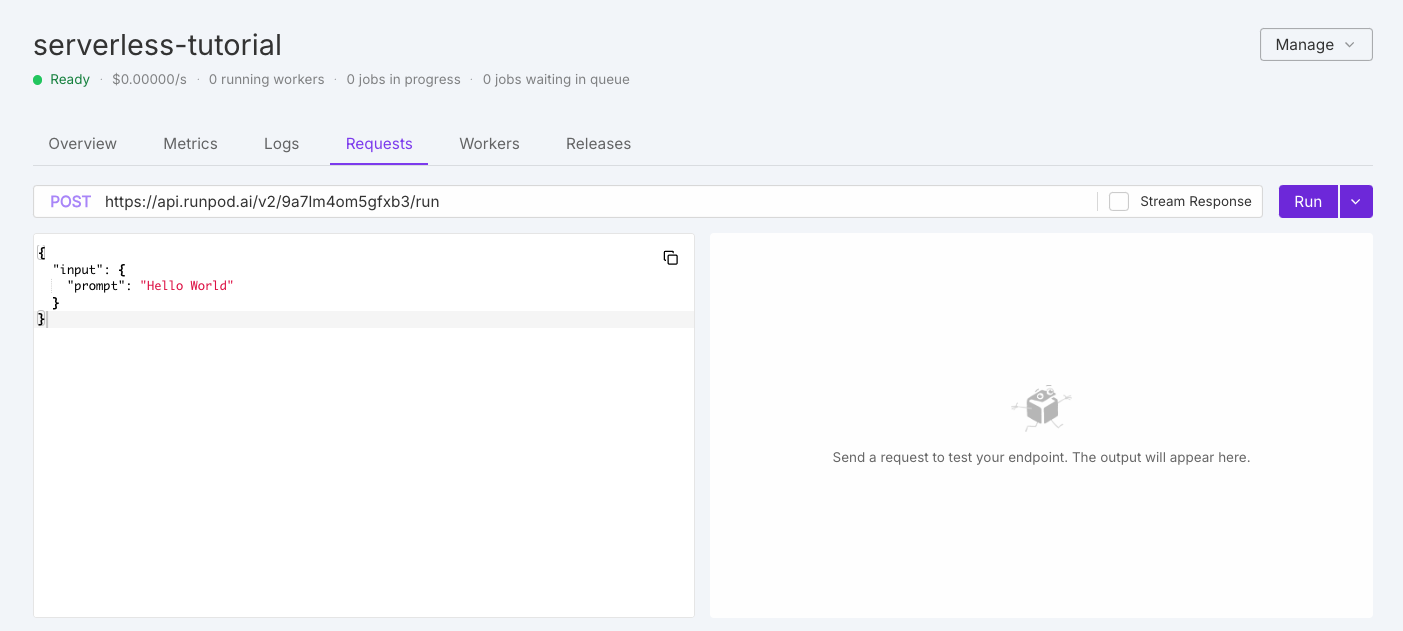 serverless-tutorial
Manage
Ready · $0.00000/s · 0 running workers · 0 jobs in progress · 0 jobs waiting in queue
Overview Metrics Logs Requests Workers Releases
POST https://api.runpod.ai/v2/9a7lm4om5gfxb3/run Stream Response Run
{
  "input": {
    "prompt": "Hello World"
  }
}
Send a request to test your endpoint. The output will appear here.